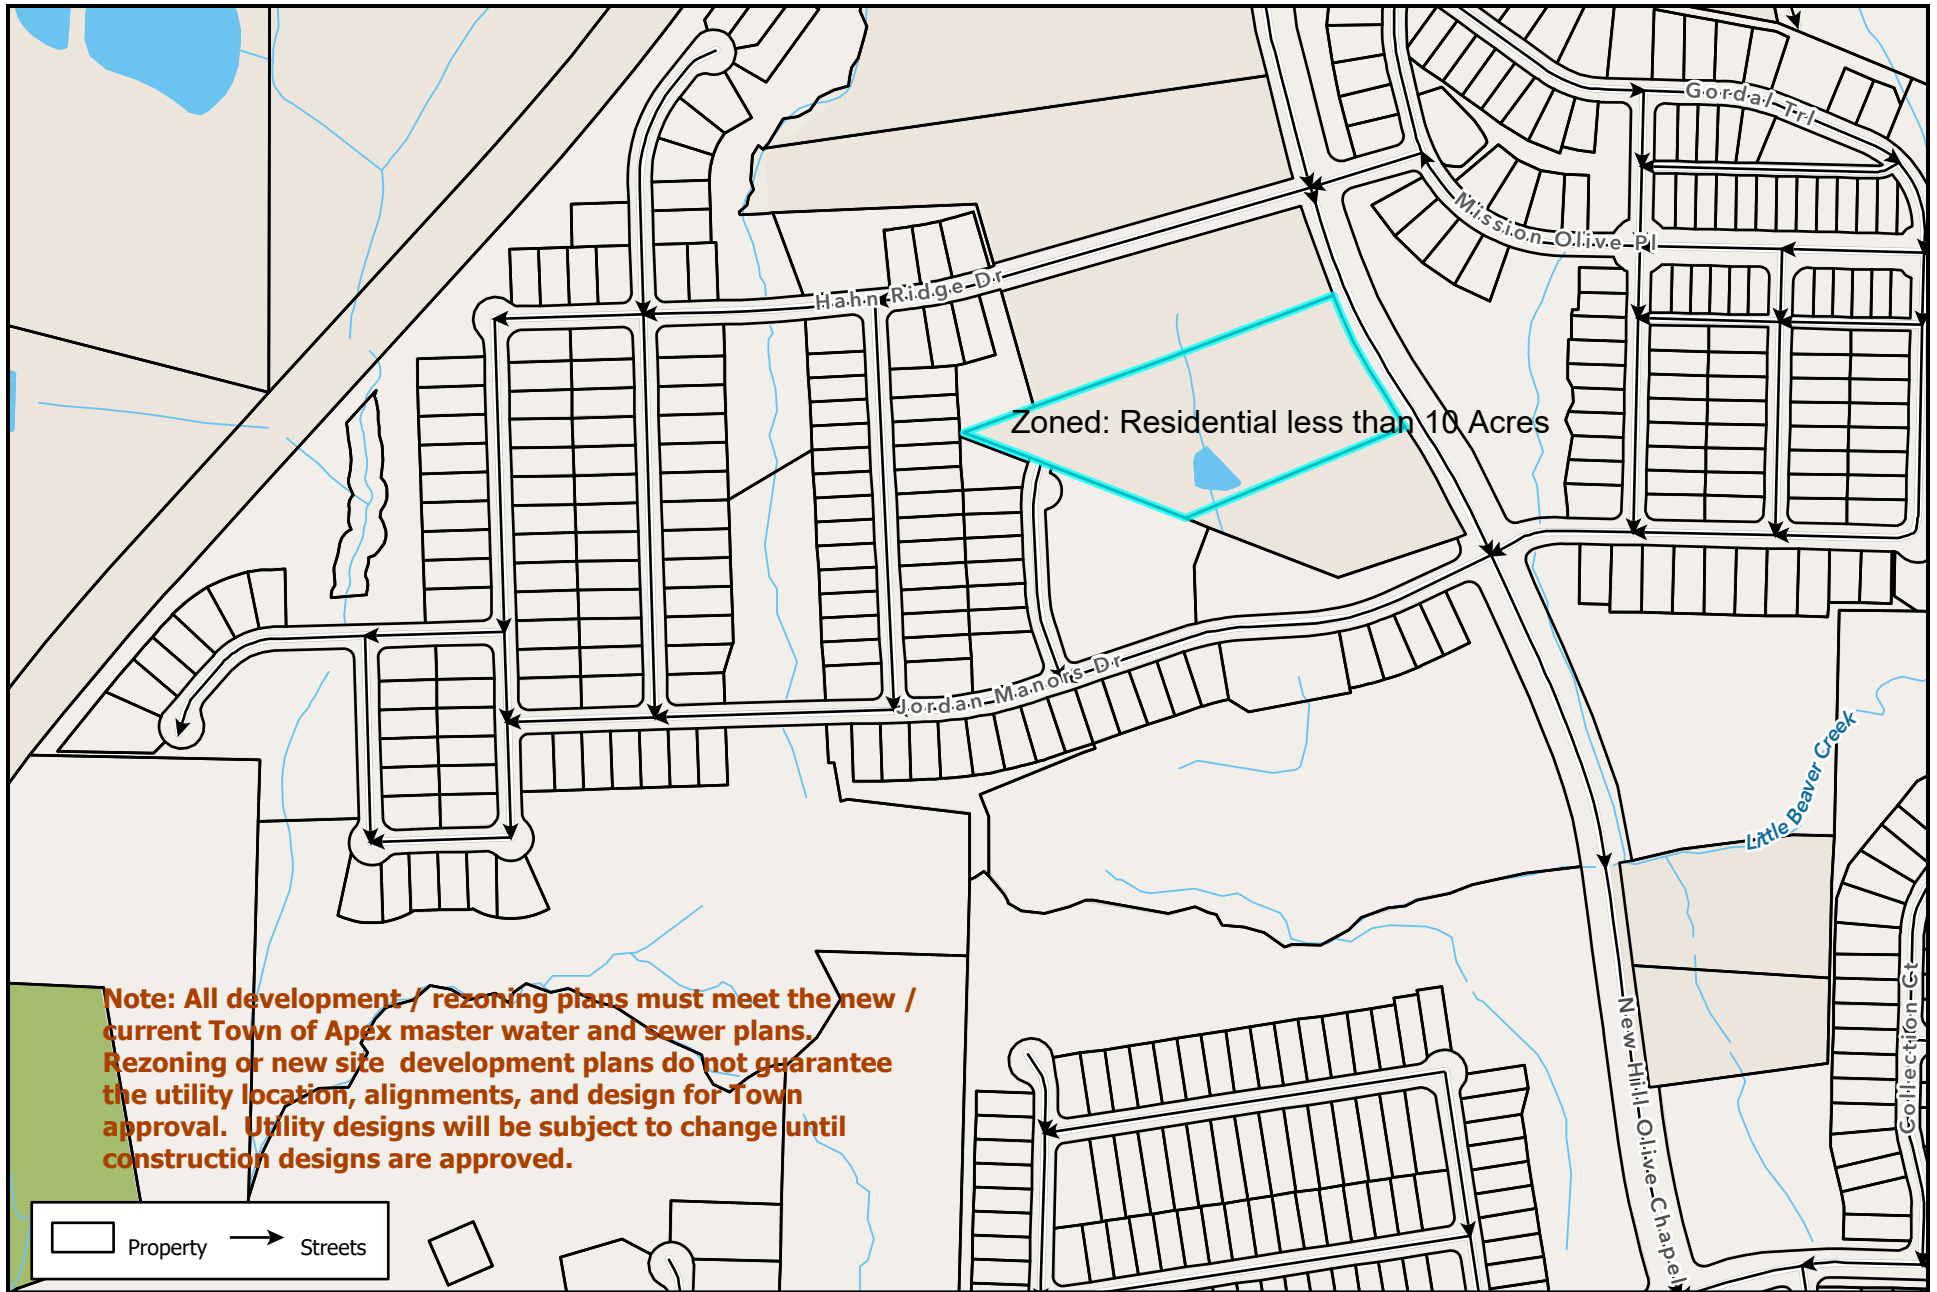 Gordal Trl
Mission Olive Pl
Hahn Ridge Dr
Zoned: Residential less than 10 Acres
Jordan Manors Dr
Little Beaver Creek
New Hill Olive Chapel
Collection Ct
Note: All development / rezoning plans must meet the new /
current Town of Apex master water and sewer plans.
Rezoning or new site  development plans do not guarantee
the utility location, alignments, and design for Town
approval.  Utility designs will be subject to change until
construction designs are approved.
Property
Streets